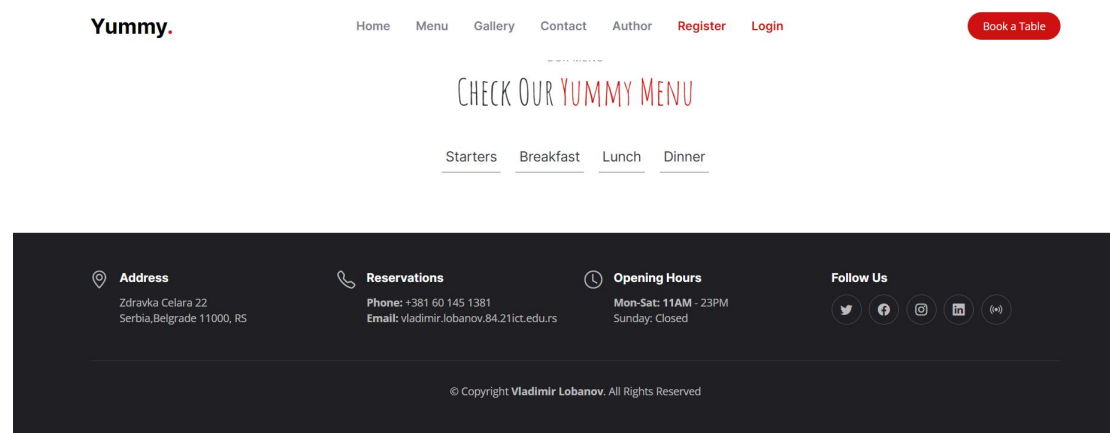 Yummy.
Home Menu Gallery Contact Author Register Login
Book a Table
Check Our Yummy Menu
Starters Breakfast Lunch Dinner
Address
Zdravka Celara 22
Serbia,Belgrade 11000, RS
Reservations
Phone: +381 60 145 1381
Email: vladimir.lobanov.84.21ict.edu.rs
Opening Hours
Mon-Sat: 11AM - 23PM
Sunday: Closed
Follow Us
© Copyright Vladimir Lobanov. All Rights Reserved